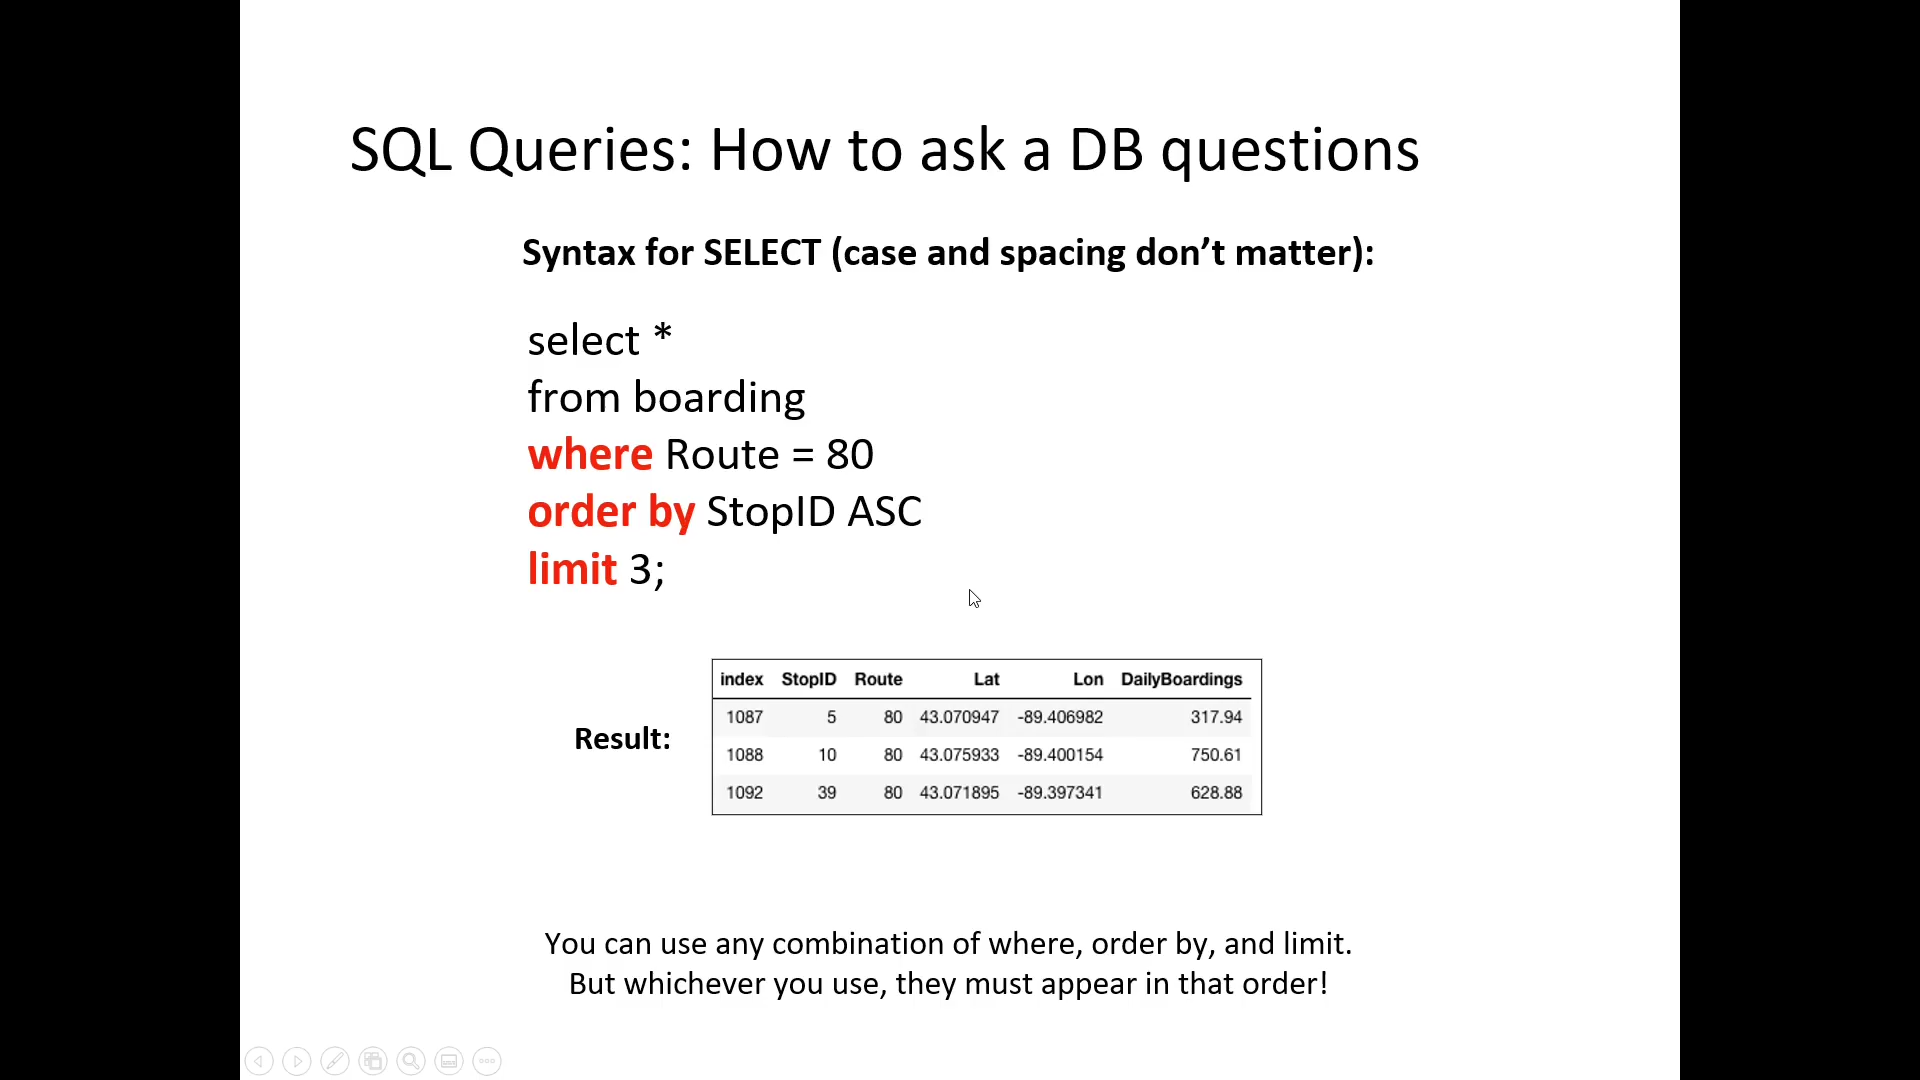 SQL Queries: How to ask a DB questions
Syntax for SELECT (case and spacing don’t matter):
select *
from boarding
where Route = 80
order by StopID ASC
limit 3;
Result:
index StopID Route Lat Lon DailyBoardings
1087 5 80 43.070947 -89.406982 317.94
1088 10 80 43.075933 -89.400154 750.61
1092 39 80 43.071895 -89.397341 628.88
You can use any combination of where, order by, and limit.
But whichever you use, they must appear in that order!